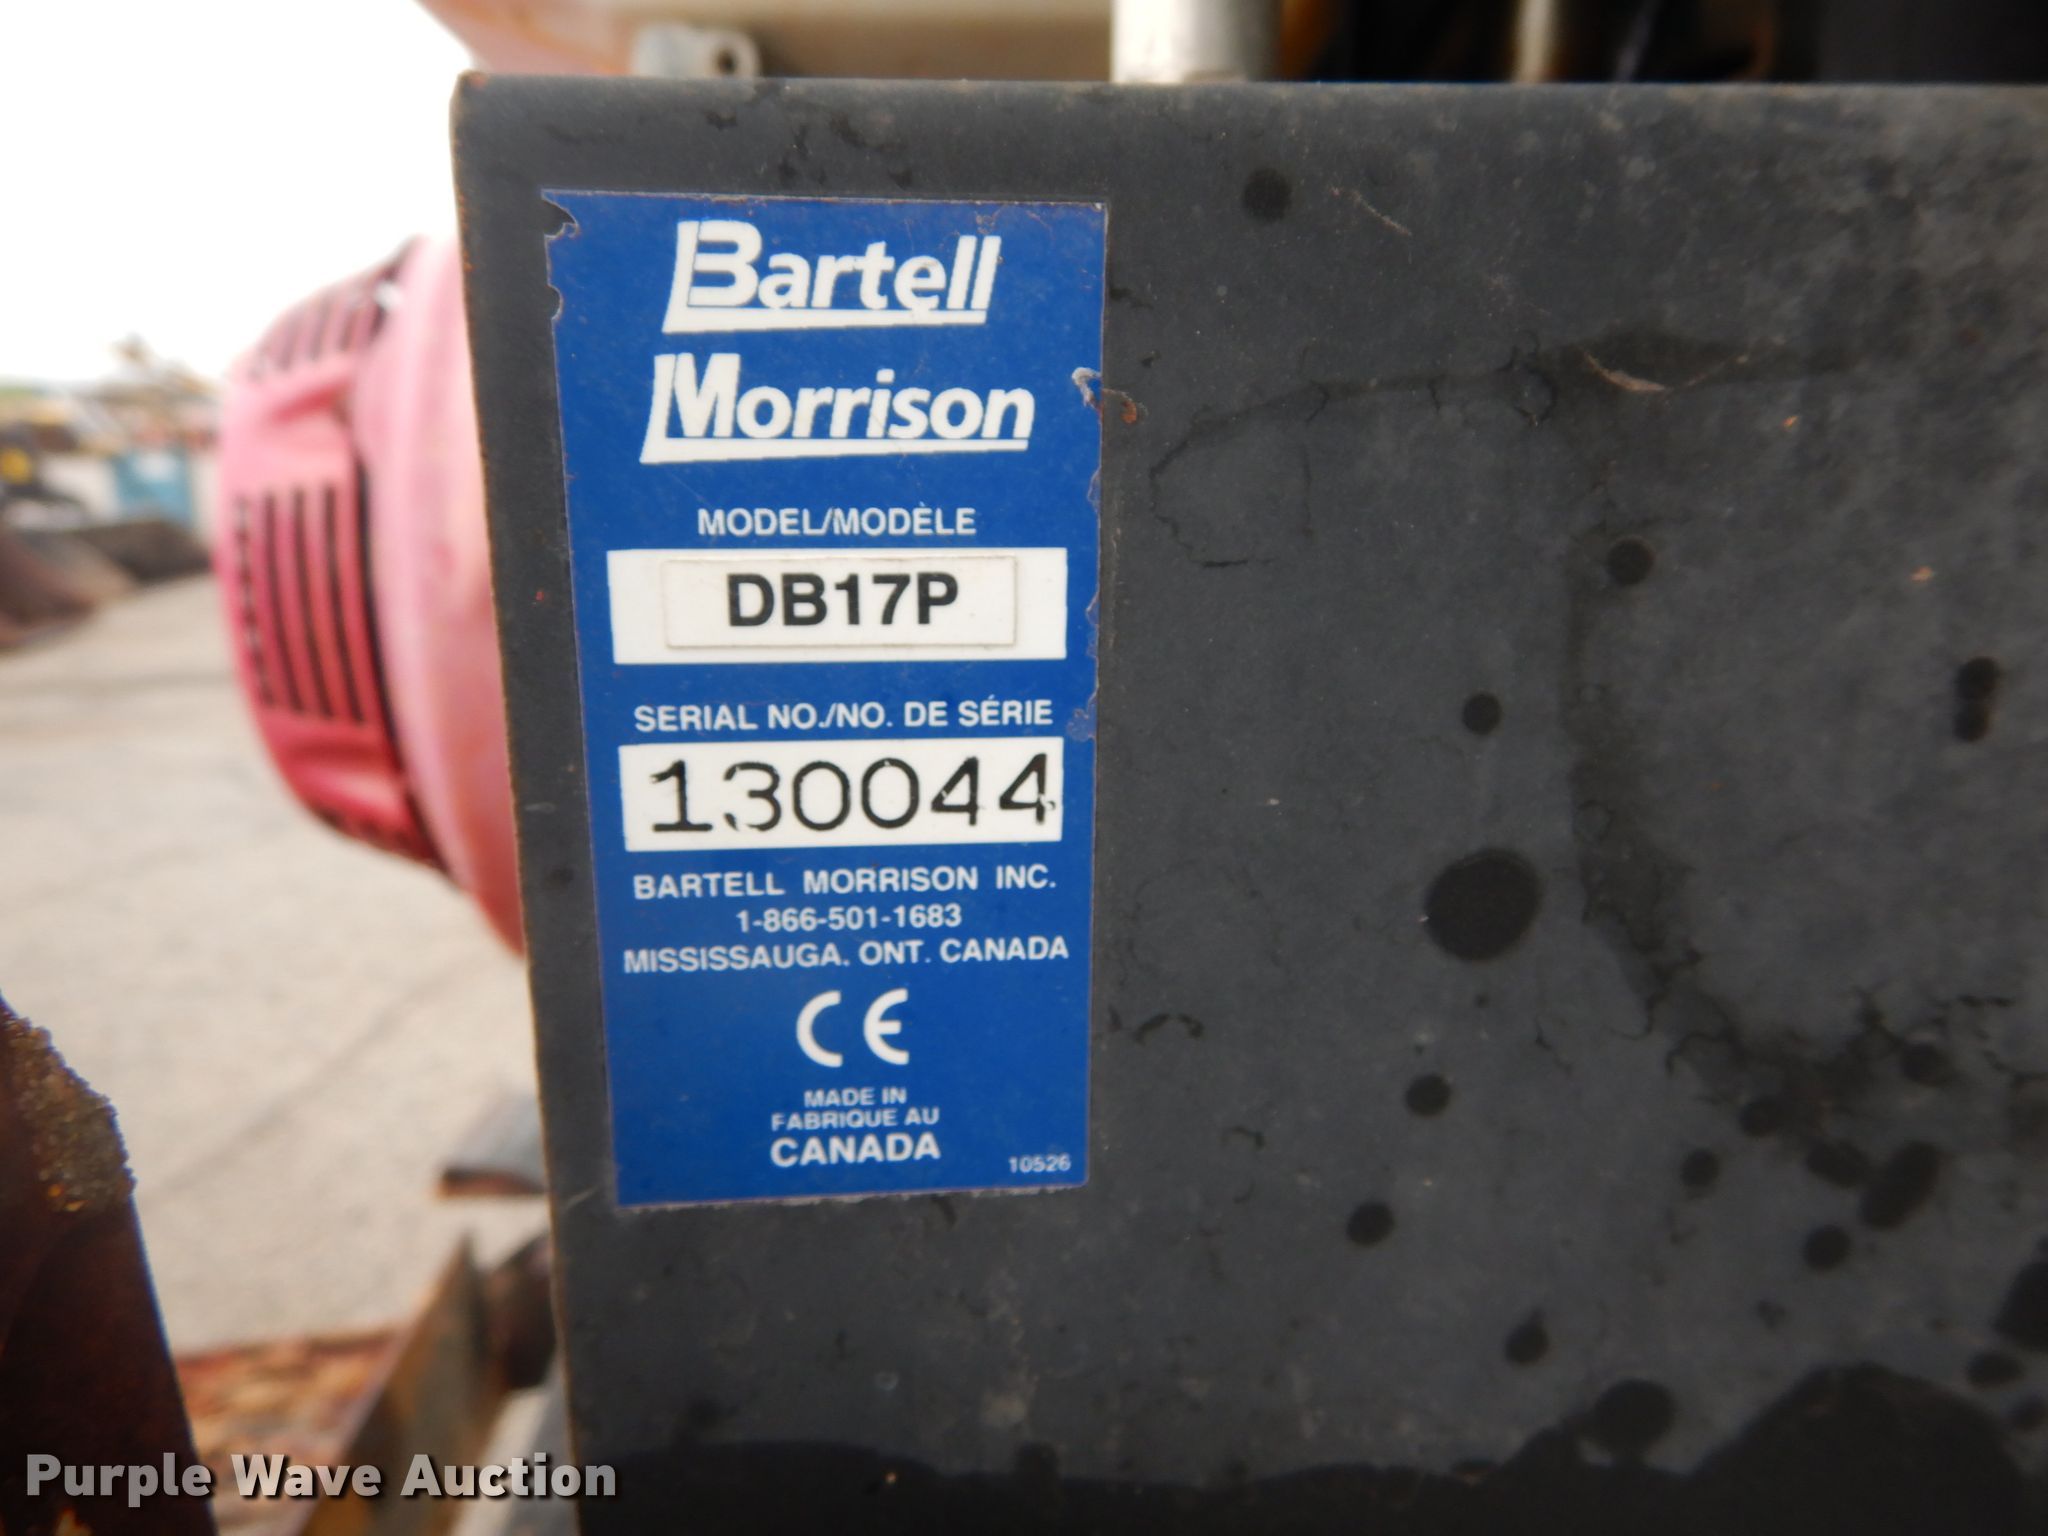 Bartell
Morrison
MODEL/MODÈLE
DB17P
SERIAL NO./NO. DE SÉRIE
130044
BARTELL MORRISON INC.
1-866-501-1683
MISSISSAUGA. ONT. CANADA
CE
MADE IN
FABRIQUE AU
CANADA
10526
Purple Wave Auction